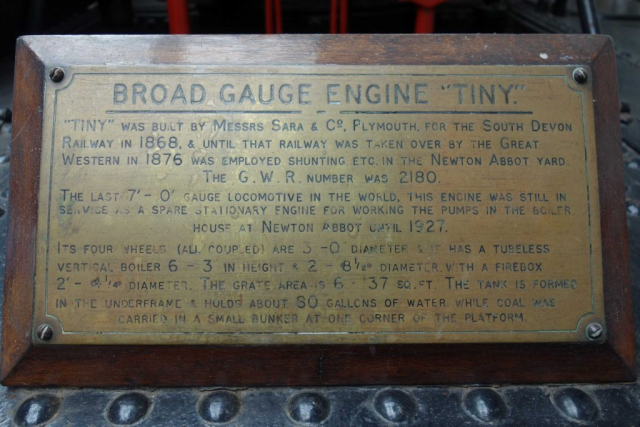 BROAD GAUGE ENGINE "TINY."
"TINY" WAS BUILT BY MESSRS SARA & Co, PLYMOUTH, FOR THE SOUTH DEVON
RAILWAY IN 1868, & UNTIL THAT RAILWAY WAS TAKEN OVER BY THE GREAT
WESTERN IN 1876 WAS EMPLOYED SHUNTING ETC. IN THE NEWTON ABBOT YARD.
THE G.W.R. NUMBER WAS 2180.
THE LAST 7'-0" GAUGE LOCOMOTIVE IN THE WORLD, THIS ENGINE WAS STILL IN
SERVICE AS A SPARE STATIONARY ENGINE FOR WORKING THE PUMPS IN THE BOILER
HOUSE AT NEWTON ABBOT UNTIL 1927.
ITS FOUR WHEELS (ALL COUPLED) ARE 3-0 DIAMETER & IT HAS A TUBELESS
VERTICAL BOILER 6-3 IN HEIGHT & 2- DIAMETER, WITH A FIREBOX
2'- DIAMETER. THE GRATE AREA IS 6·37 SQ.FT. THE TANK IS FORMED
IN THE UNDERFRAME & HOLDS ABOUT 80 GALLONS OF WATER WHILE COAL WAS
CARRIED IN A SMALL BUNKER AT ONE CORNER OF THE PLATFORM.